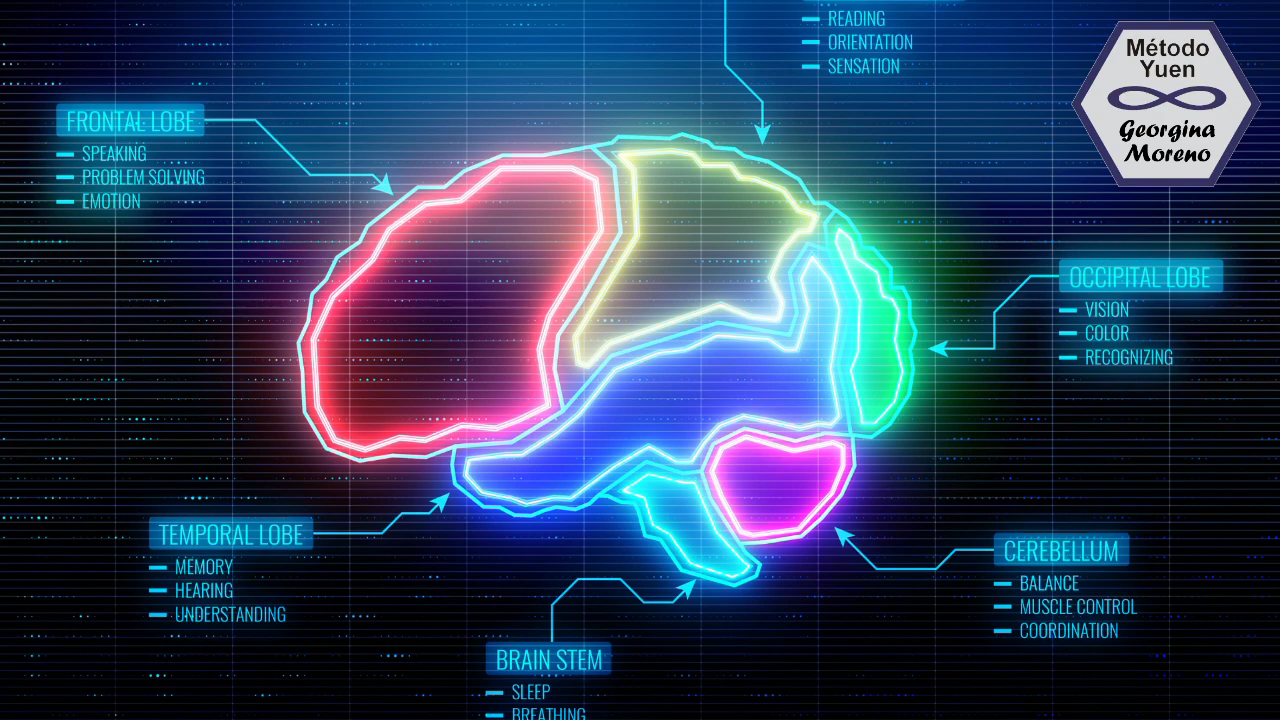 READING
ORIENTATION
SENSATION
Método
Yuen
Georgina
Moreno
FRONTAL LOBE
SPEAKING
PROBLEM SOLVING
EMOTION
OCCIPITAL LOBE
VISION
COLOR
RECOGNIZING
TEMPORAL LOBE
MEMORY
HEARING
UNDERSTANDING
CEREBELLUM
BALANCE
MUSCLE CONTROL
COORDINATION
BRAIN STEM
SLEEP
BREATHING